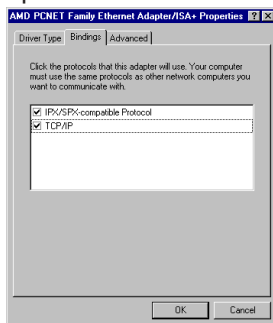 AMD PCNET Family Ethernet Adapter/ISA+ Properties
Driver Type Bindings Advanced
Click the protocols that this adapter will use. Your computer
must use the same protocols as other network computers you
want to communicate with.
IPX/SPX-compatible Protocol
TCP/IP
OK Cancel